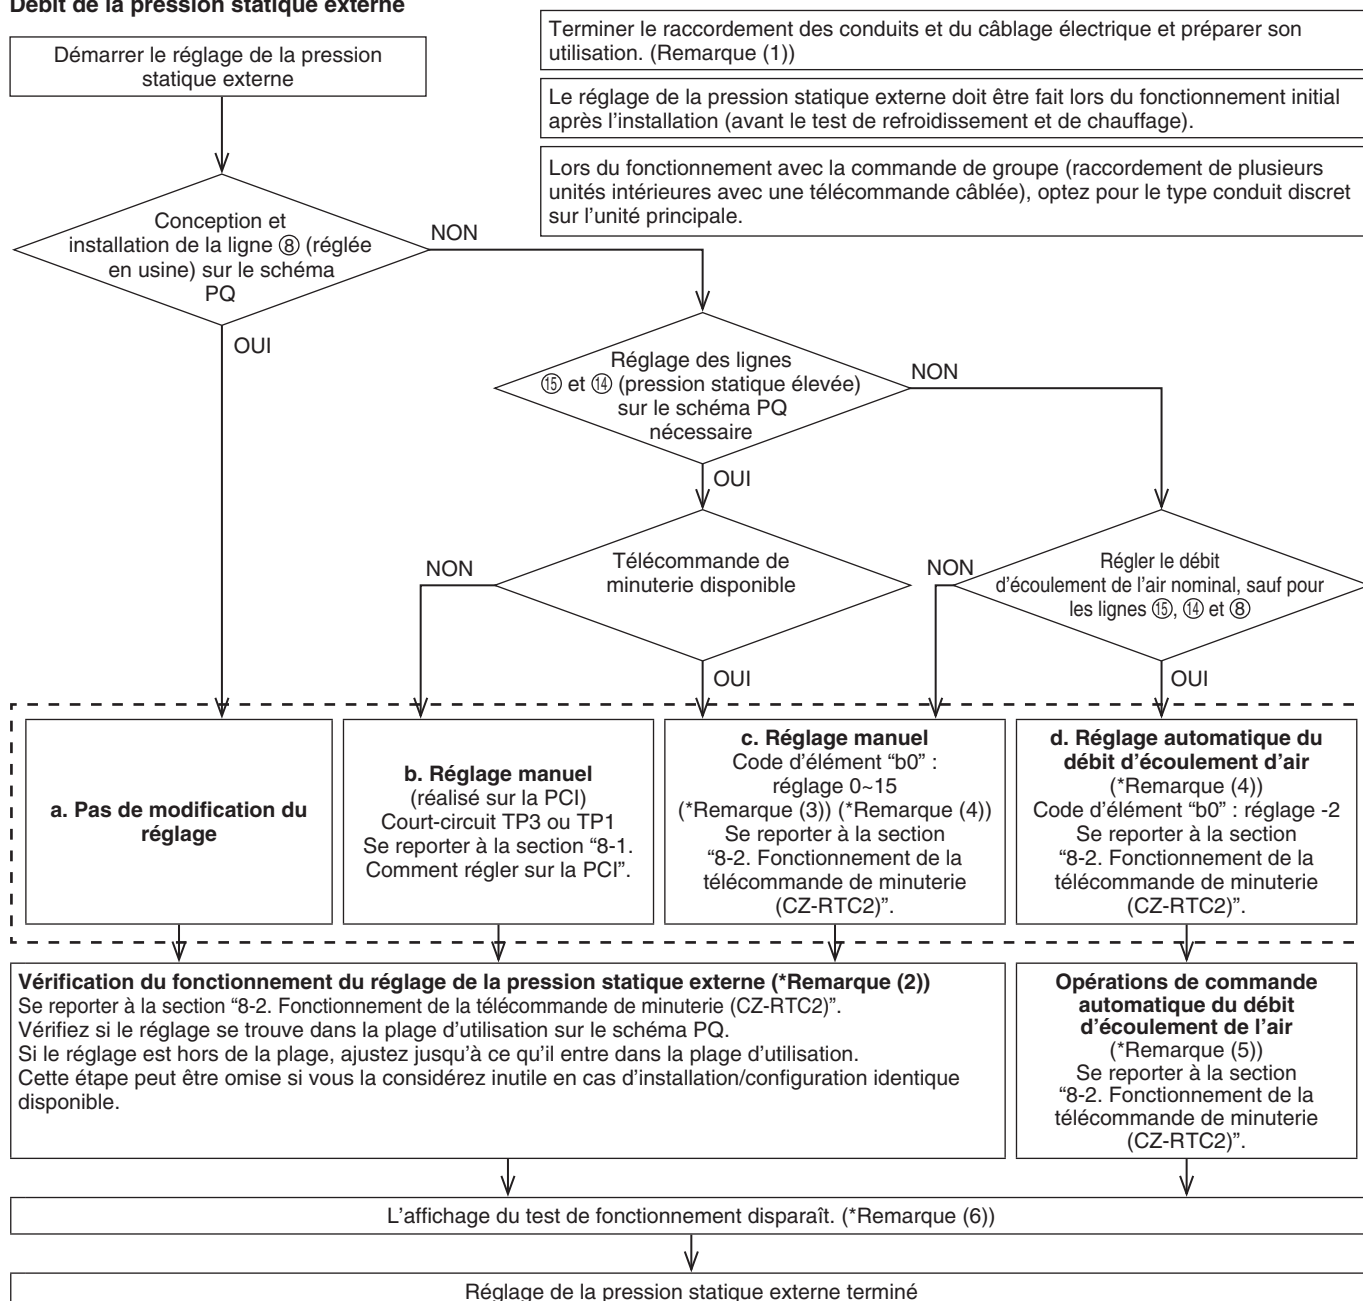 Débit de la pression statique externe
Démarrer le réglage de la pression
statique externe
Terminer le raccordement des conduits et du câblage électrique et préparer son
utilisation. (Remarque (1))
Le réglage de la pression statique externe doit être fait lors du fonctionnement initial
après l'installation (avant le test de refroidissement et de chauffage).
Lors du fonctionnement avec la commande de groupe (raccordement de plusieurs
unités intérieures avec une télécommande câblée), optez pour le type conduit discret
sur l'unité principale.
Conception et
installation de la ligne ⑧ (réglée
en usine) sur le schéma
PQ
NON
OUI
Réglage des lignes
⑮ et ⑭ (pression statique élevée)
sur le schéma PQ
nécessaire
NON
OUI
Télécommande de
minuterie disponible
NON
OUI
Régler le débit
d'écoulement de l'air nominal, sauf pour
les lignes ⑮, ⑭ et ⑧
NON
OUI
a. Pas de modification du
réglage
b. Réglage manuel
(réalisé sur la PCI)
Court-circuit TP3 ou TP1
Se reporter à la section “8-1.
Comment régler sur la PCI”.
c. Réglage manuel
Code d'élément “b0” :
réglage 0~15
(*Remarque (3)) (*Remarque (4))
Se reporter à la section
“8-2. Fonctionnement de la
télécommande de minuterie
(CZ-RTC2)”.
d. Réglage automatique du
débit d'écoulement d'air
(*Remarque (4))
Code d'élément “b0” : réglage -2
Se reporter à la section
“8-2. Fonctionnement de la
télécommande de minuterie
(CZ-RTC2)”.
Vérification du fonctionnement du réglage de la pression statique externe (*Remarque (2))
Se reporter à la section “8-2. Fonctionnement de la télécommande de minuterie (CZ-RTC2)”.
Vérifiez si le réglage se trouve dans la plage d'utilisation sur le schéma PQ.
Si le réglage est hors de la plage, ajustez jusqu'à ce qu'il entre dans la plage d'utilisation.
Cette étape peut être omise si vous la considérez inutile en cas d'installation/configuration identique
disponible.
Opérations de commande
automatique du débit
d'écoulement de l'air
(*Remarque (5))
Se reporter à la section
“8-2. Fonctionnement de la
télécommande de minuterie
(CZ-RTC2)”.
L'affichage du test de fonctionnement disparaît. (*Remarque (6))
Réglage de la pression statique externe terminé